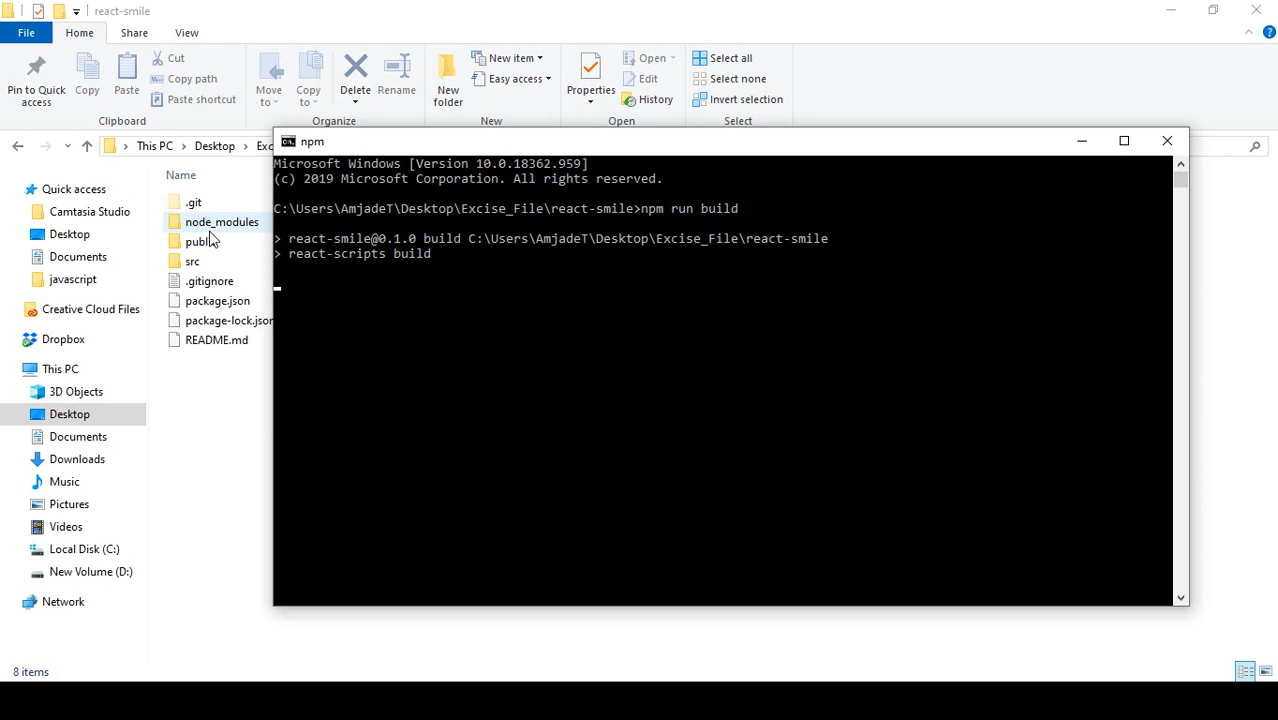 react-smile
File
Home
Share
View
Pin to Quick access
Copy
Paste
Cut
Copy path
Paste shortcut
Clipboard
Move to
Copy to
Delete
Rename
Organize
New folder
New item
Easy access
New
Properties
Open
Edit
History
Open
Select all
Select none
Invert selection
Select
This PC
Desktop
Exc
Quick access
Camtasia Studio
Desktop
Documents
javascript
Creative Cloud Files
Dropbox
This PC
3D Objects
Desktop
Documents
Downloads
Music
Pictures
Videos
Local Disk (C:)
New Volume (D:)
Network
Name
.git
node_modules
publ
src
.gitignore
package.json
package-lock.json
README.md
npm
Microsoft Windows [Version 10.0.18362.959]
(c) 2019 Microsoft Corporation. All rights reserved.
C:\Users\AmjadeT\Desktop\Excise_File\react-smile>npm run build
> react-smile@0.1.0 build C:\Users\AmjadeT\Desktop\Excise_File\react-smile
> react-scripts build
8 items